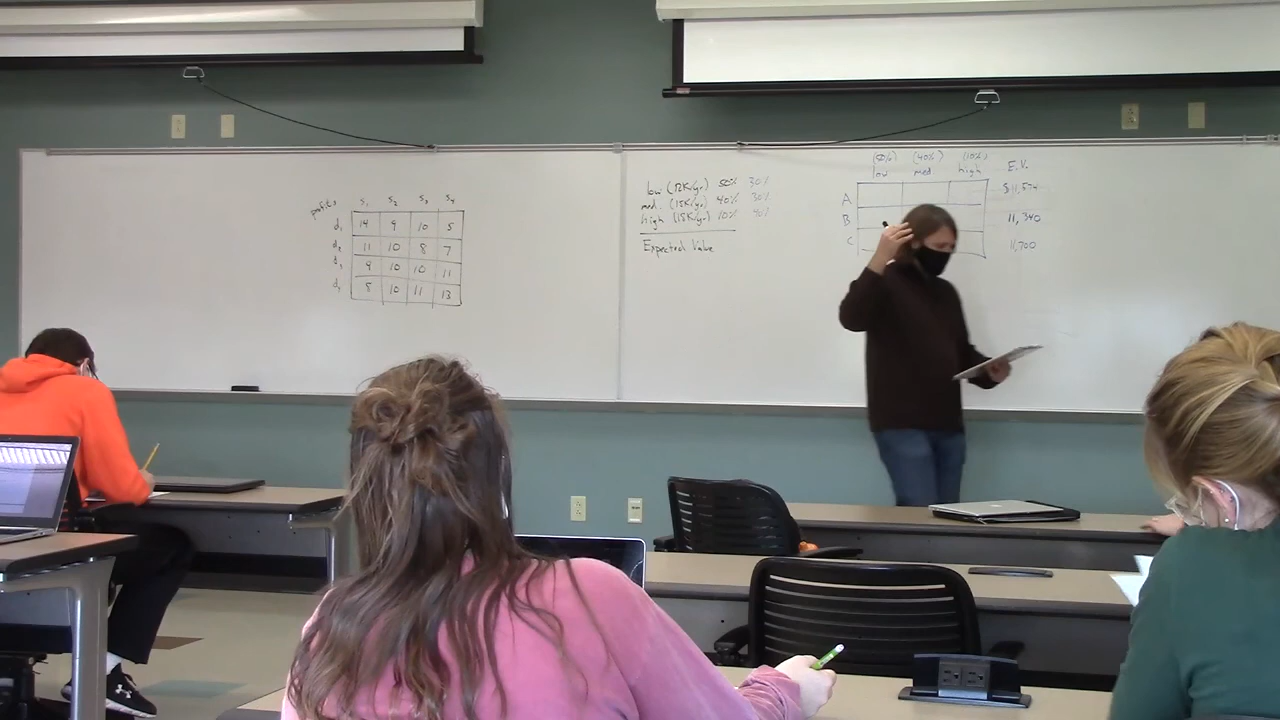 profits s₁ s₂ s₃ s₄
d₁ 14 9 10 5
d₂ 11 10 8 7
d₃ 9 10 10 11
d₄ 8 10 11 13
low (12K/yr) 50% 30%
med. (15K/yr) 40% 30%
high (18K/yr) 10% 40%
Expected Value
(50%) (40%) (10%)
low med high E.V.
A
B 11,340
C 11,700